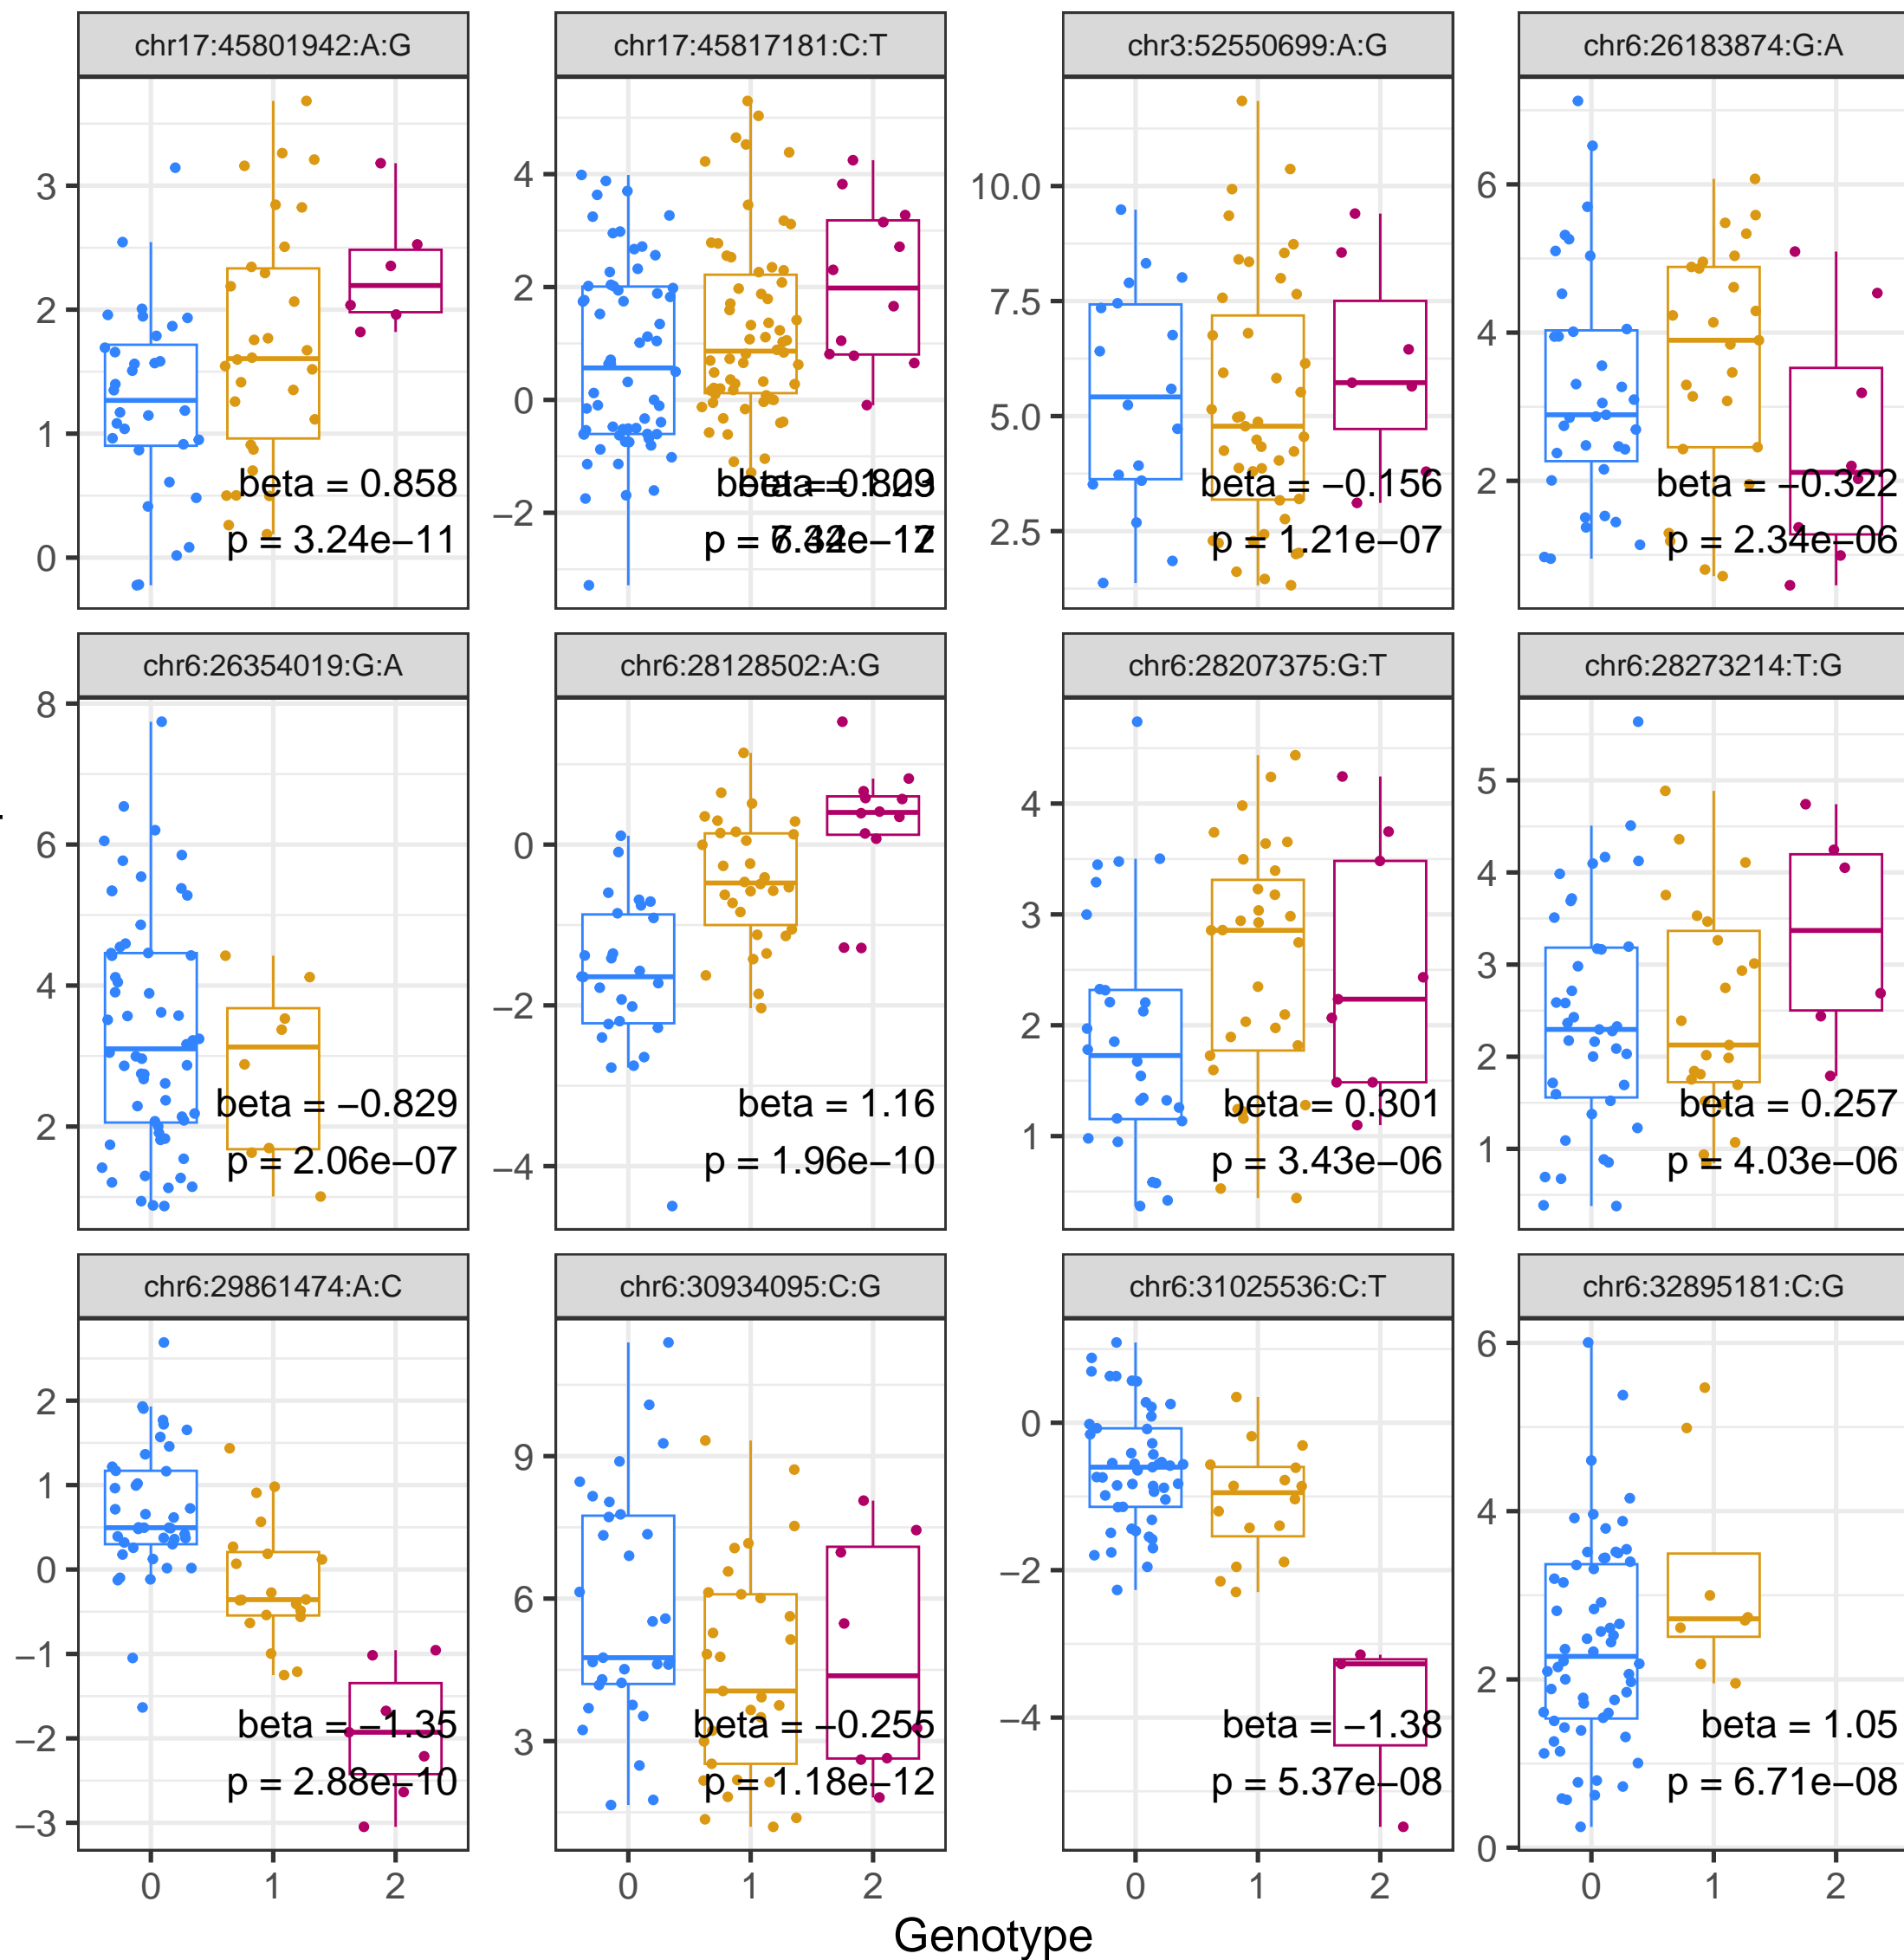 chr17:45801942:A:G
chr17:45817181:C:T
chr3:52550699:A:G
chr6:26183874:G:A
3
2
1
0
beta = 0.858
p = 3.24e−11
4
2
0
−2
10.0
7.5
5.0
2.5
beta = −0.156
p = 1.21e−07
6
4
2
beta = −0.322
p = 2.34e−06
chr6:26354019:G:A
chr6:28128502:A:G
chr6:28207375:G:T
chr6:28273214:T:G
8
6
4
2
beta = −0.829
p = 2.06e−07
0
−2
−4
beta = 1.16
p = 1.96e−10
4
3
2
1
beta = 0.301
p = 3.43e−06
5
4
3
2
1
beta = 0.257
p = 4.03e−06
chr6:29861474:A:C
chr6:30934095:C:G
chr6:31025536:C:T
chr6:32895181:C:G
2
1
0
−1
−2
−3
beta = −1.35
p = 2.88e−10
9
6
3
beta = −0.255
p = 1.18e−12
0
−2
−4
beta = −1.38
p = 5.37e−08
6
4
2
0
beta = 1.05
p = 6.71e−08
0 1 2
0 1 2
0 1 2
0 1 2
Genotype